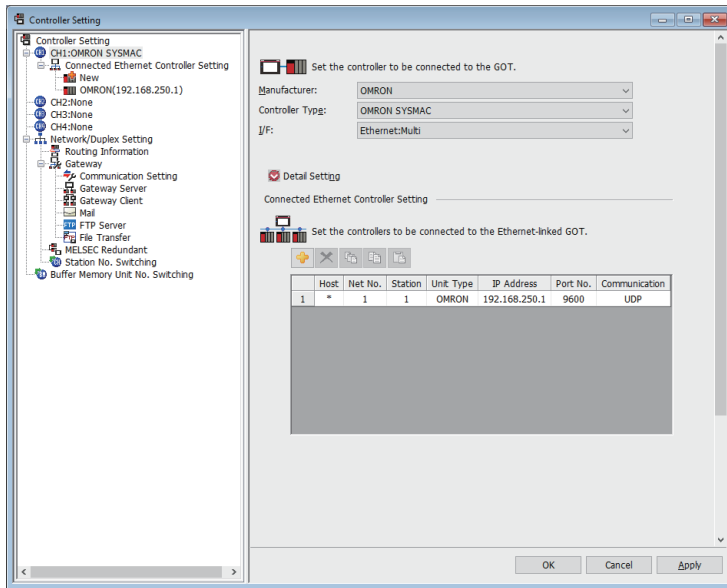 Controller Setting
Controller Setting
CH1:OMRON SYSMAC
Connected Ethernet Controller Setting
New
OMRON(192.168.250.1)
CH2:None
CH3:None
CH4:None
Network/Duplex Setting
Routing Information
Gateway
Communication Setting
Gateway Server
Gateway Client
Mail
FTP Server
File Transfer
MELSEC Redundant
Station No. Switching
Buffer Memory Unit No. Switching
Set the controller to be connected to the GOT.
Manufacturer: OMRON
Controller Type: OMRON SYSMAC
I/F: Ethernet:Multi
Detail Setting
Connected Ethernet Controller Setting
Set the controllers to be connected to the Ethernet-linked GOT.
Host Net No. Station Unit Type IP Address Port No. Communication
1 * 1 1 OMRON 192.168.250.1 9600 UDP
OK Cancel Apply